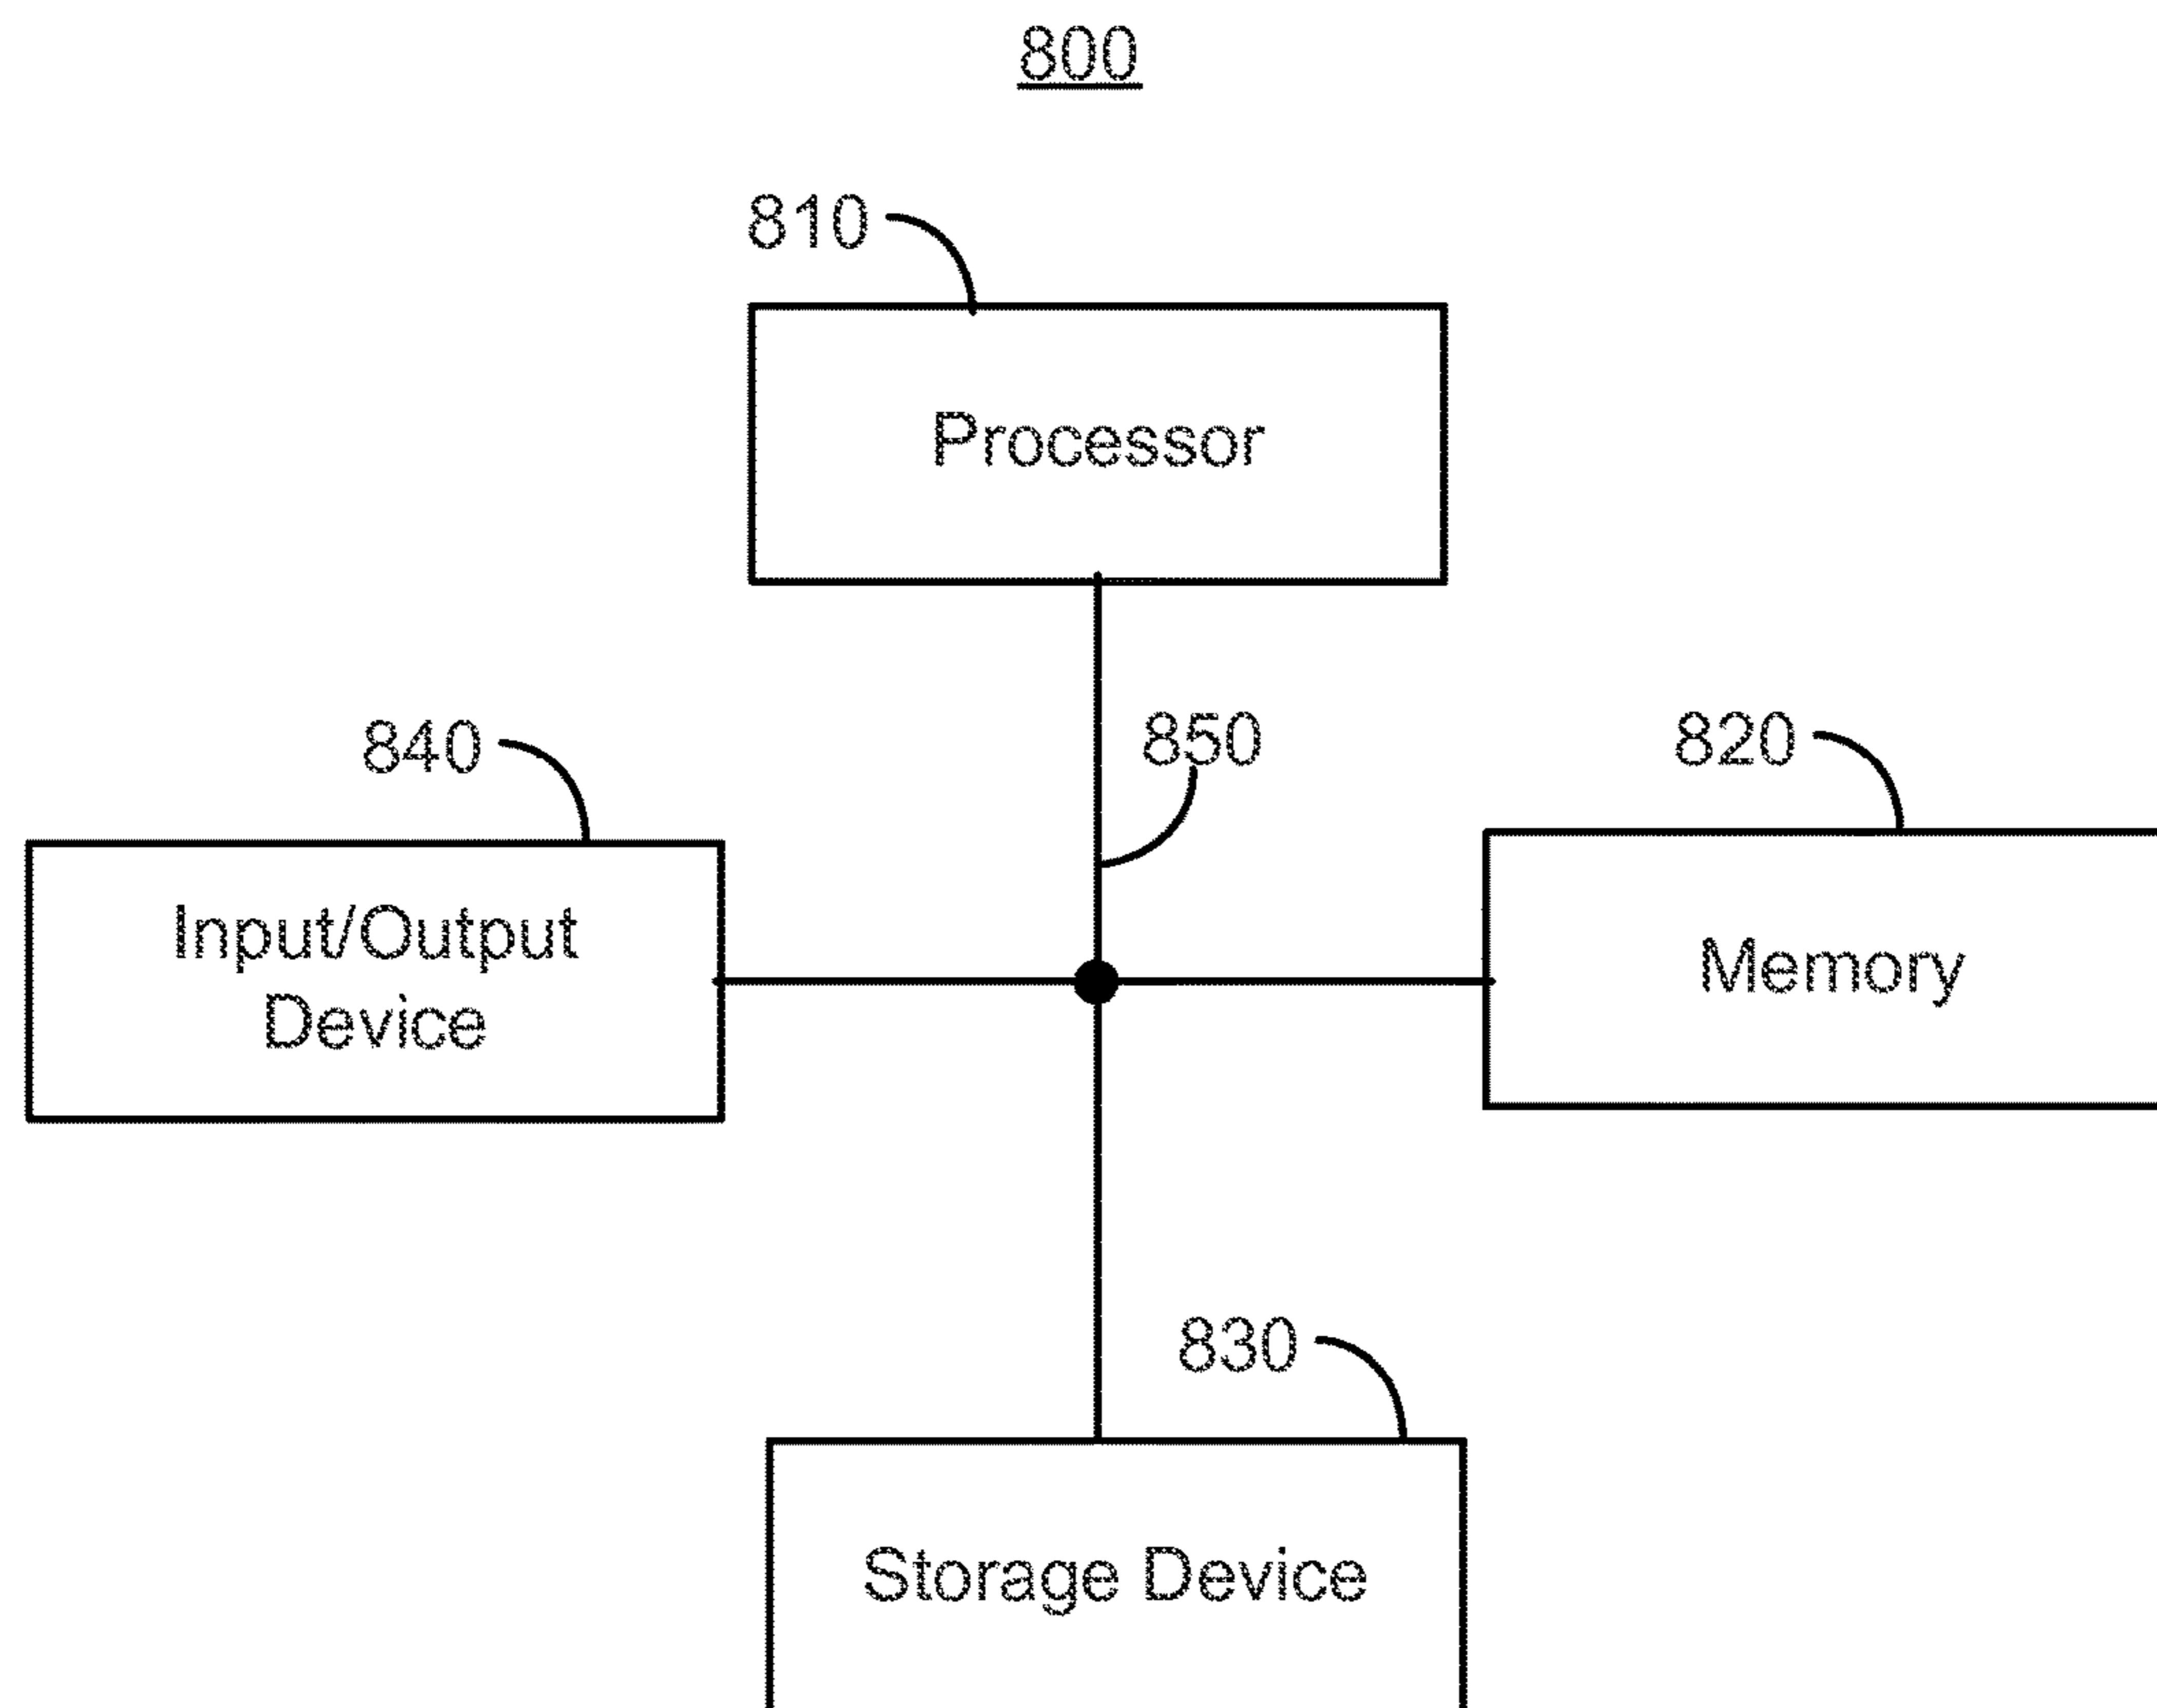 800
810
Processor
840
850
820
Input/Output
Device
Memory
830
Storage Device